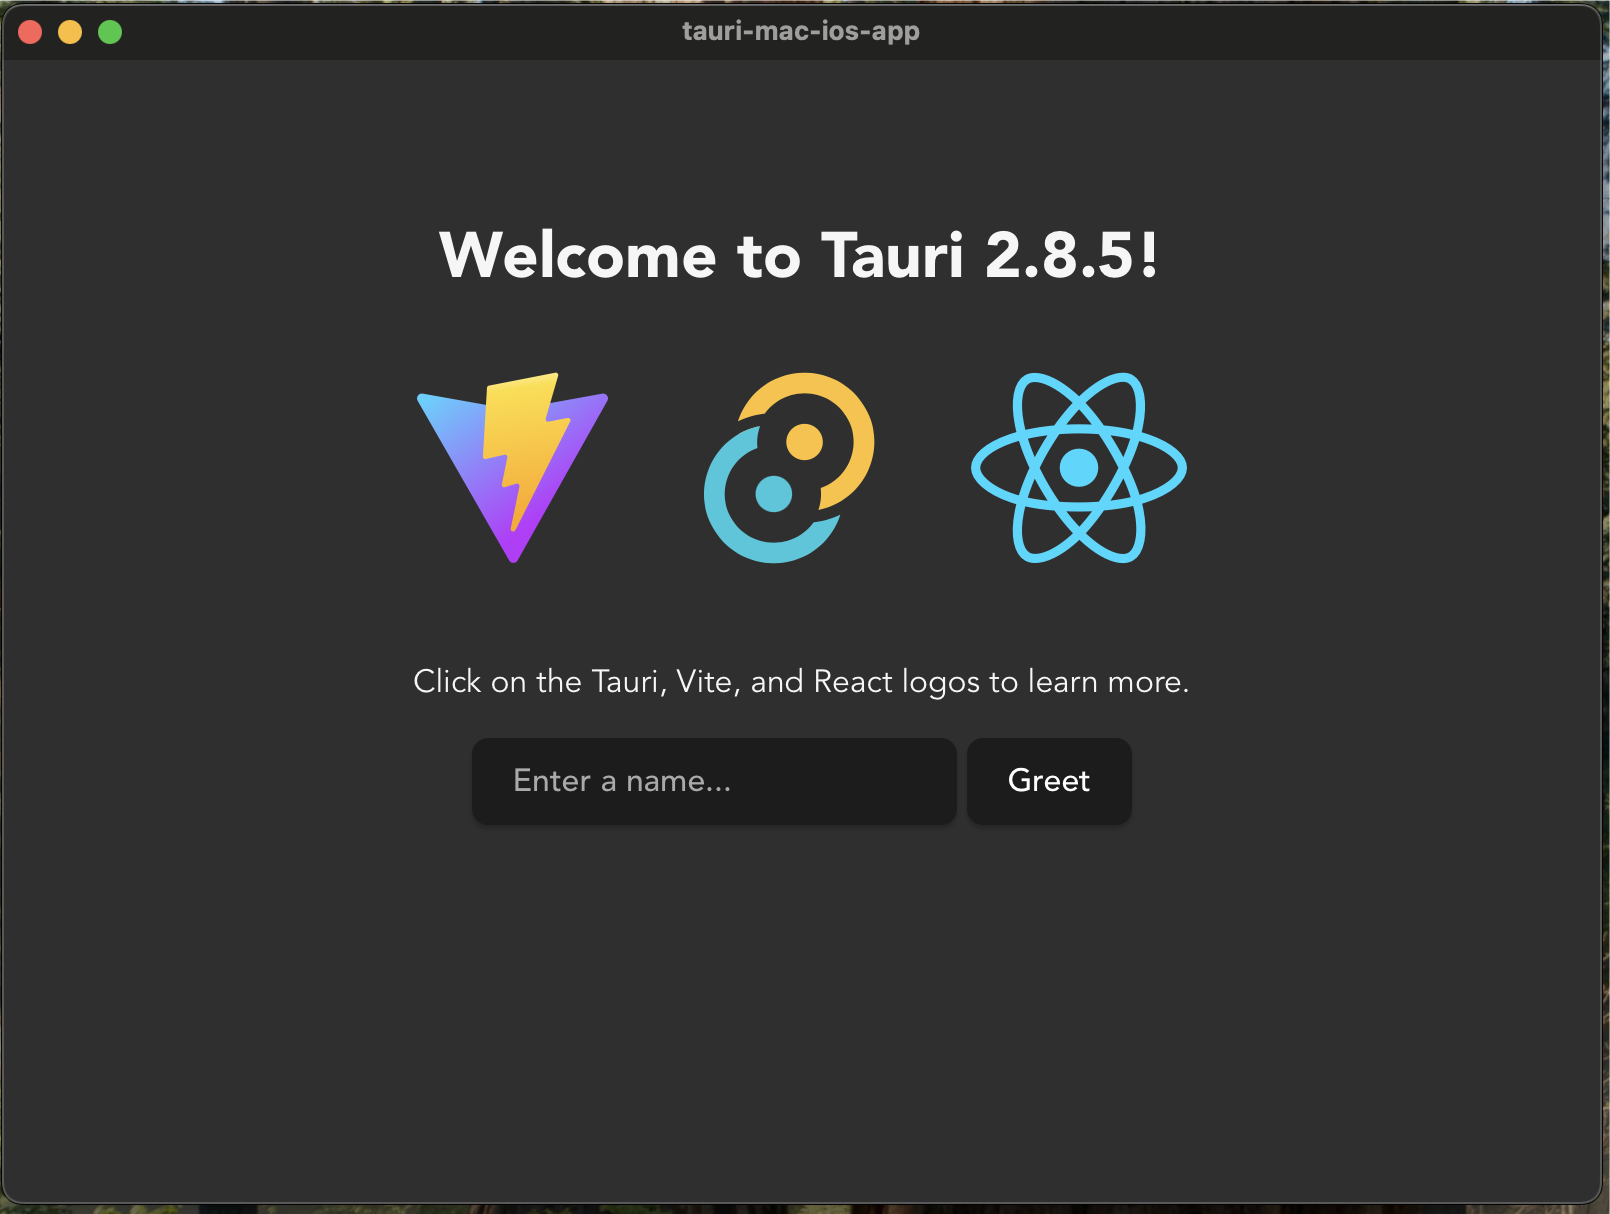 tauri-mac-ios-app
Welcome to Tauri 2.8.5!
Click on the Tauri, Vite, and React logos to learn more.
Enter a name...
Greet